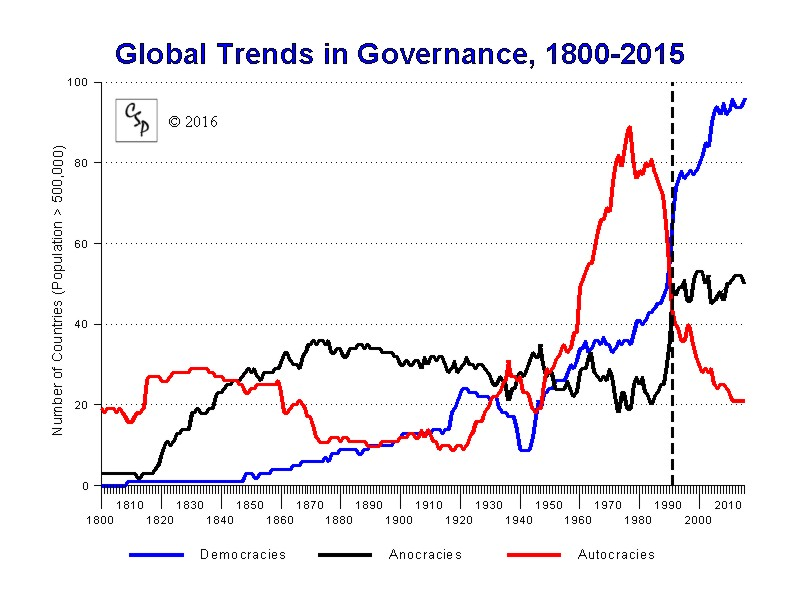 Global Trends in Governance, 1800-2015
100
CSP
© 2016
80
60
40
20
0
Number of Countries (Population > 500,000)
1810 1830 1850 1870 1890 1910 1930 1950 1970 1990 2010
1800 1820 1840 1860 1880 1900 1920 1940 1960 1980 2000
Democracies Anocracies Autocracies